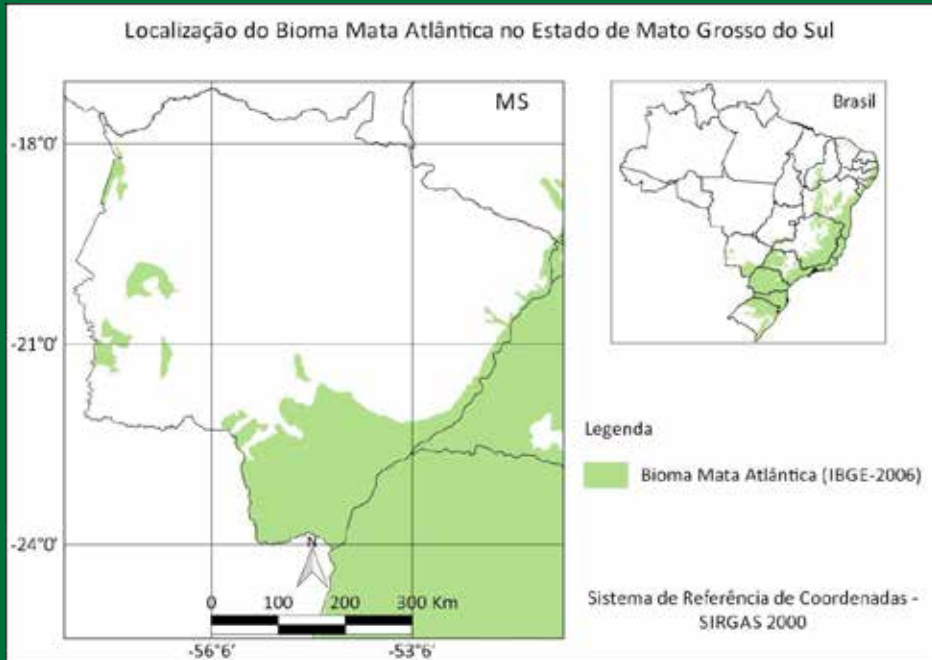 Localização do Bioma Mata Atlântica no Estado de Mato Grosso do Sul
MS
Brasil
-18°0'
-21°0'
-24°0'
N
0 100 200 300 Km
-56°6' -53°6'
Legenda
Bioma Mata Atlântica (IBGE-2006)
Sistema de Referência de Coordenadas -
SIRGAS 2000